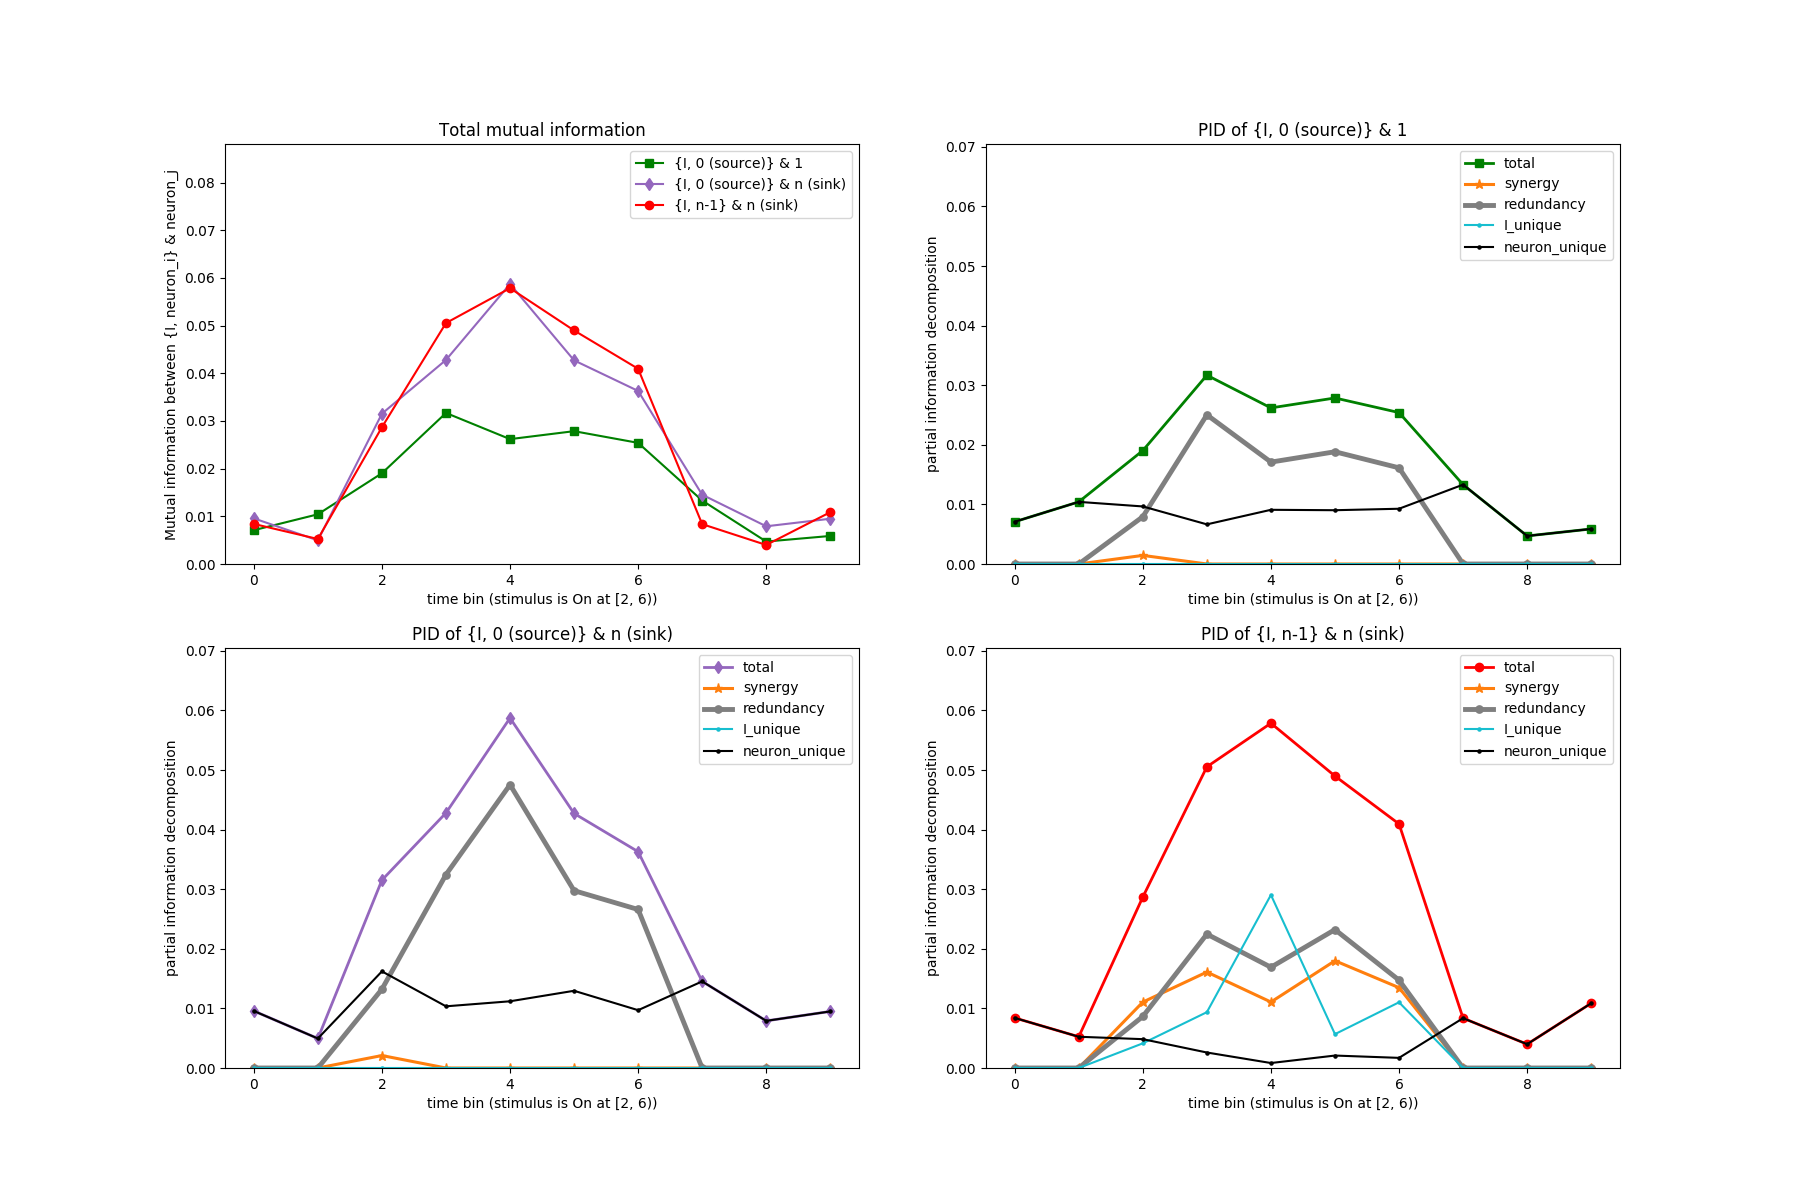 Total mutual information
Mutual information between {I, neuron_i} & neuron_j
0.08
0.07
0.06
0.05
0.04
0.03
0.02
0.01
0.00
{I, 0 (source)} & 1
{I, 0 (source)} & n (sink)
{I, n-1} & n (sink)
0 2 4 6 8
time bin (stimulus is On at [2, 6))
PID of {I, 0 (source)} & 1
partial information decomposition
0.07
0.06
0.05
0.04
0.03
0.02
0.01
0.00
total
synergy
redundancy
I_unique
neuron_unique
0 2 4 6 8
time bin (stimulus is On at [2, 6))
PID of {I, 0 (source)} & n (sink)
partial information decomposition
0.07
0.06
0.05
0.04
0.03
0.02
0.01
0.00
total
synergy
redundancy
I_unique
neuron_unique
0 2 4 6 8
time bin (stimulus is On at [2, 6))
PID of {I, n-1} & n (sink)
partial information decomposition
0.07
0.06
0.05
0.04
0.03
0.02
0.01
0.00
total
synergy
redundancy
I_unique
neuron_unique
0 2 4 6 8
time bin (stimulus is On at [2, 6))